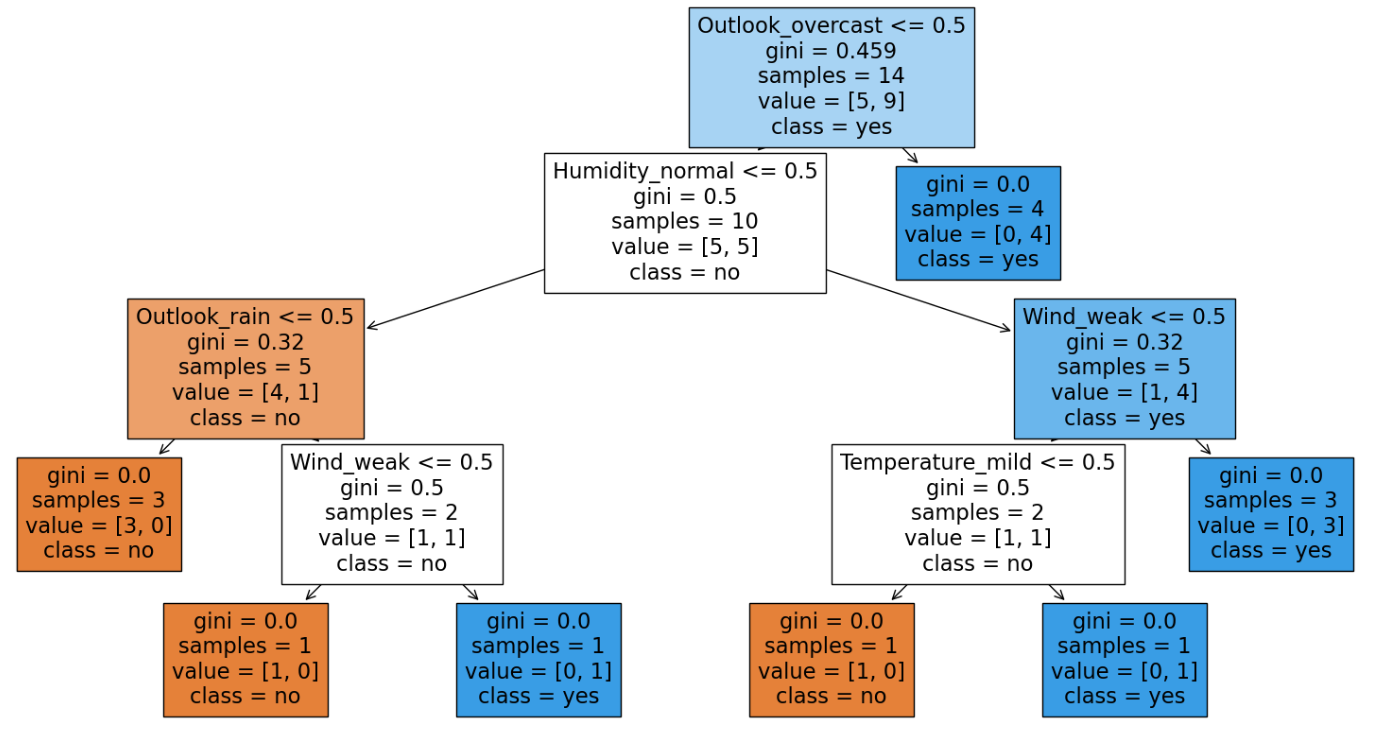 Outlook_overcast <= 0.5
gini = 0.459
samples = 14
value = [5, 9]
class = yes
Humidity_normal <= 0.5
gini = 0.5
samples = 10
value = [5, 5]
class = no
gini = 0.0
samples = 4
value = [0, 4]
class = yes
Outlook_rain <= 0.5
gini = 0.32
samples = 5
value = [4, 1]
class = no
Wind_weak <= 0.5
gini = 0.32
samples = 5
value = [1, 4]
class = yes
gini = 0.0
samples = 3
value = [3, 0]
class = no
Wind_weak <= 0.5
gini = 0.5
samples = 2
value = [1, 1]
class = no
Temperature_mild <= 0.5
gini = 0.5
samples = 2
value = [1, 1]
class = no
gini = 0.0
samples = 3
value = [0, 3]
class = yes
gini = 0.0
samples = 1
value = [1, 0]
class = no
gini = 0.0
samples = 1
value = [0, 1]
class = yes
gini = 0.0
samples = 1
value = [1, 0]
class = no
gini = 0.0
samples = 1
value = [0, 1]
class = yes